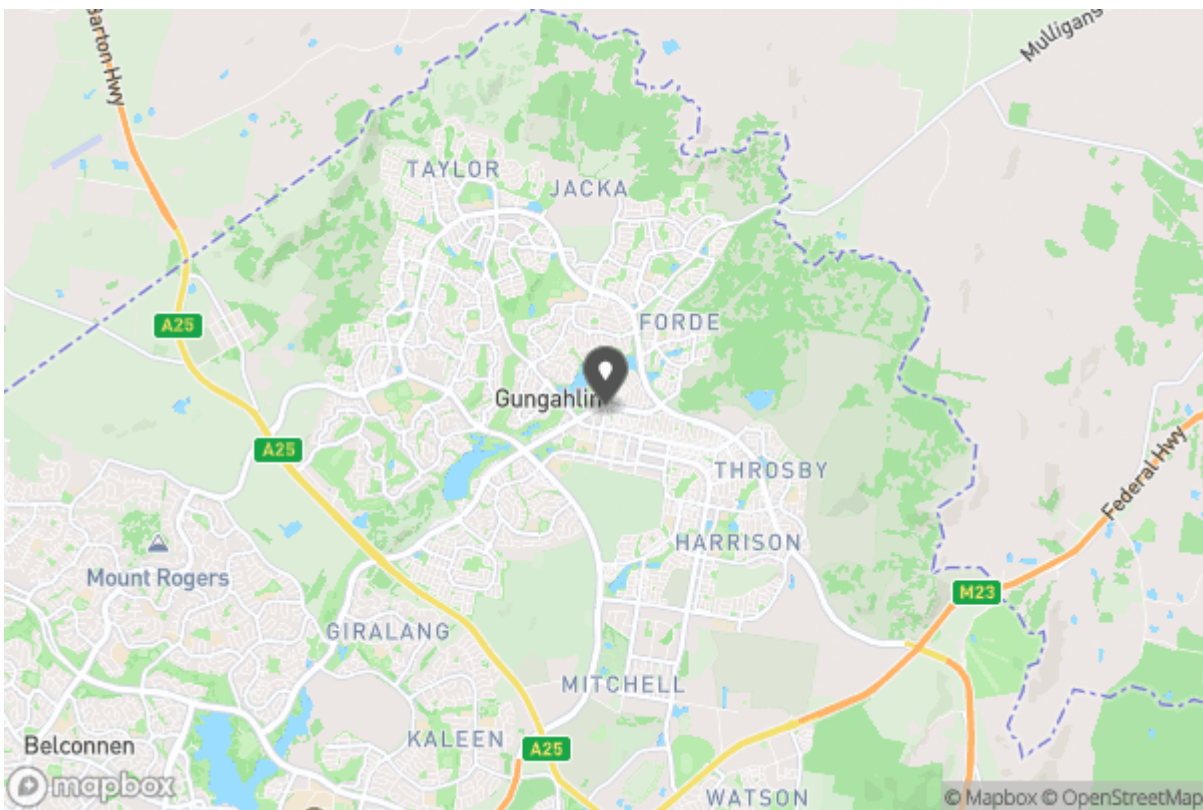 Barton Hwy
Mulligans
TAYLOR
JACKA
A25
FORDE
Gungahlin
A25
THROSBY
Federal Hwy
HARRISON
Mount Rogers
M23
GIRALANG
MITCHELL
Belconnen
KALEEN
A25
mapbox
WATSON
© Mapbox © OpenStreetMap